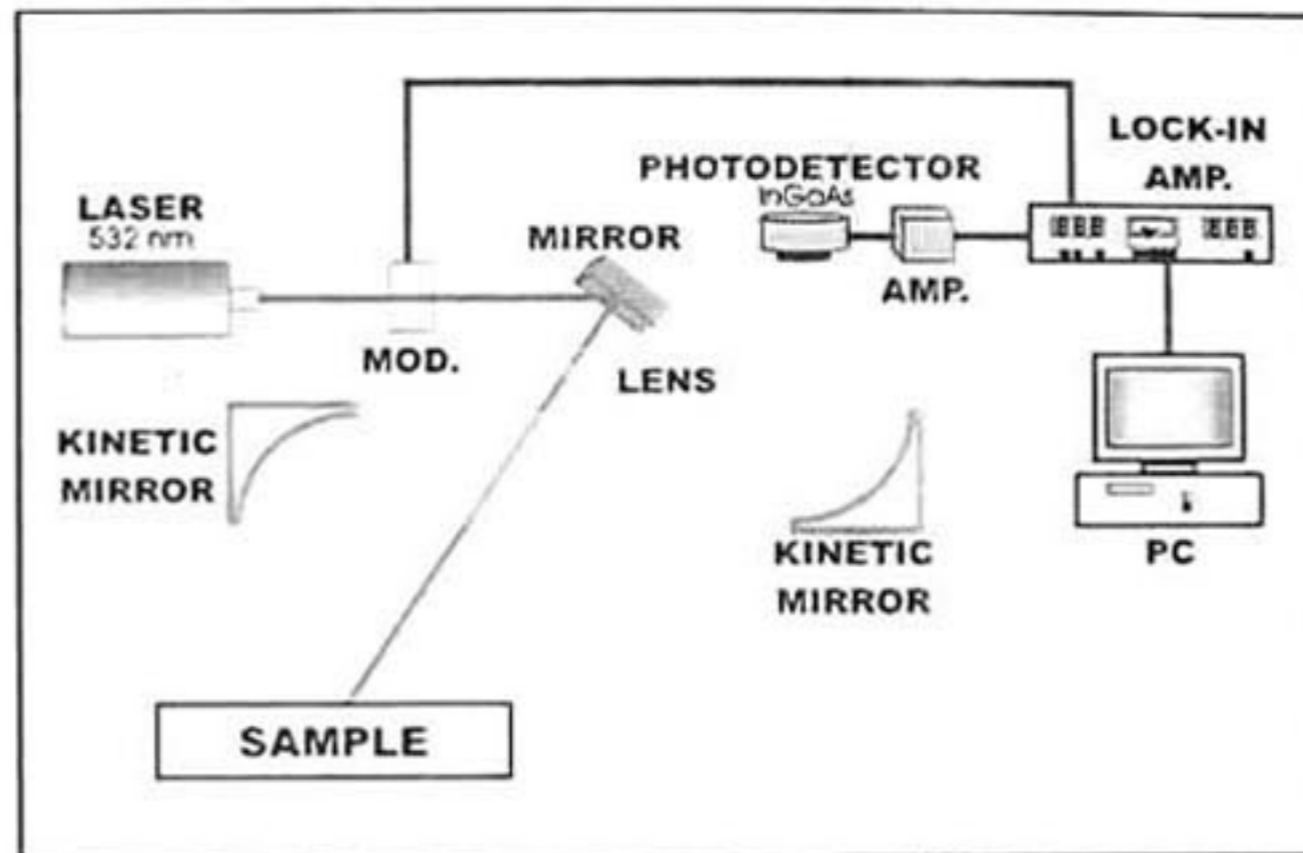 LOCK-IN
AMP.
PHOTODETECTOR
InGaAs
LASER
532 nm
MIRROR
AMP.
MOD.
LENS
KINETIC
MIRROR
KINETIC
MIRROR
PC
SAMPLE